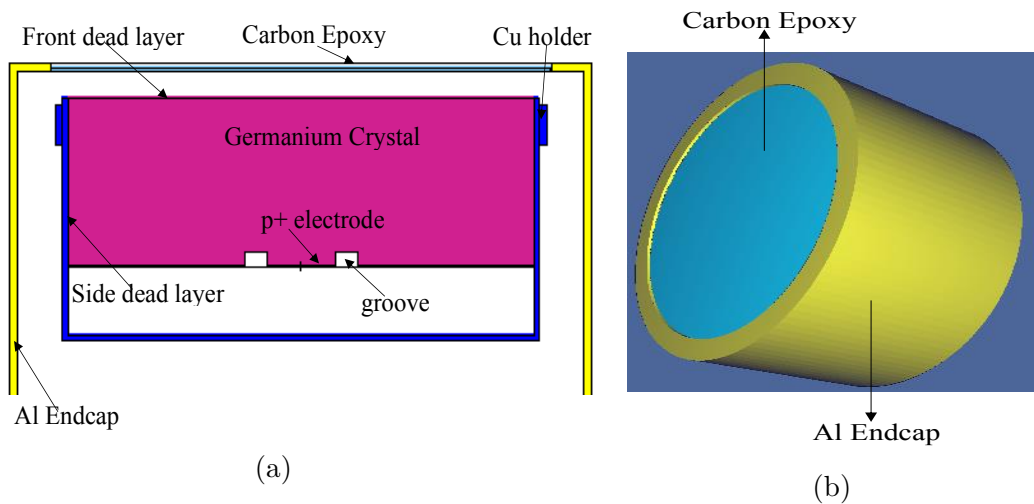 Front dead layer
Carbon Epoxy
Cu holder
Germanium Crystal
p+ electrode
Side dead layer
groove
Al Endcap
(a)
Carbon Epoxy
Al Endcap
(b)